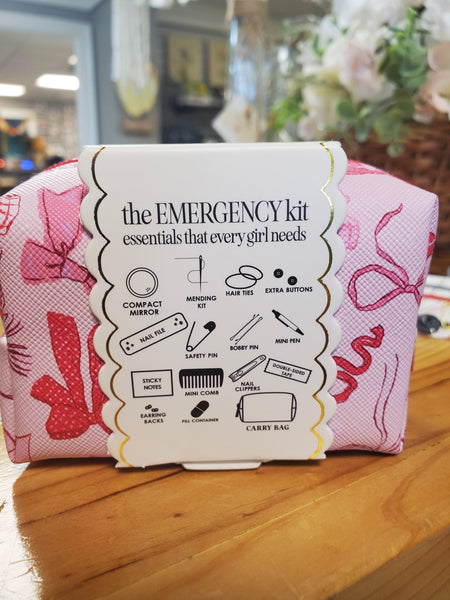 the EMERGENCY kit
essentials that every girl needs
COMPACT
MIRROR
MENDING
KIT
HAIR TIES
EXTRA BUTTONS
NAIL FILE
SAFETY PIN
BOBBY PIN
MINI PEN
STICKY
NOTES
MINI COMB
NAIL
CLIPPERS
DOUBLE-SIDED
TAPE
EARRING
BACKS
PILL CONTAINER
CARRY BAG